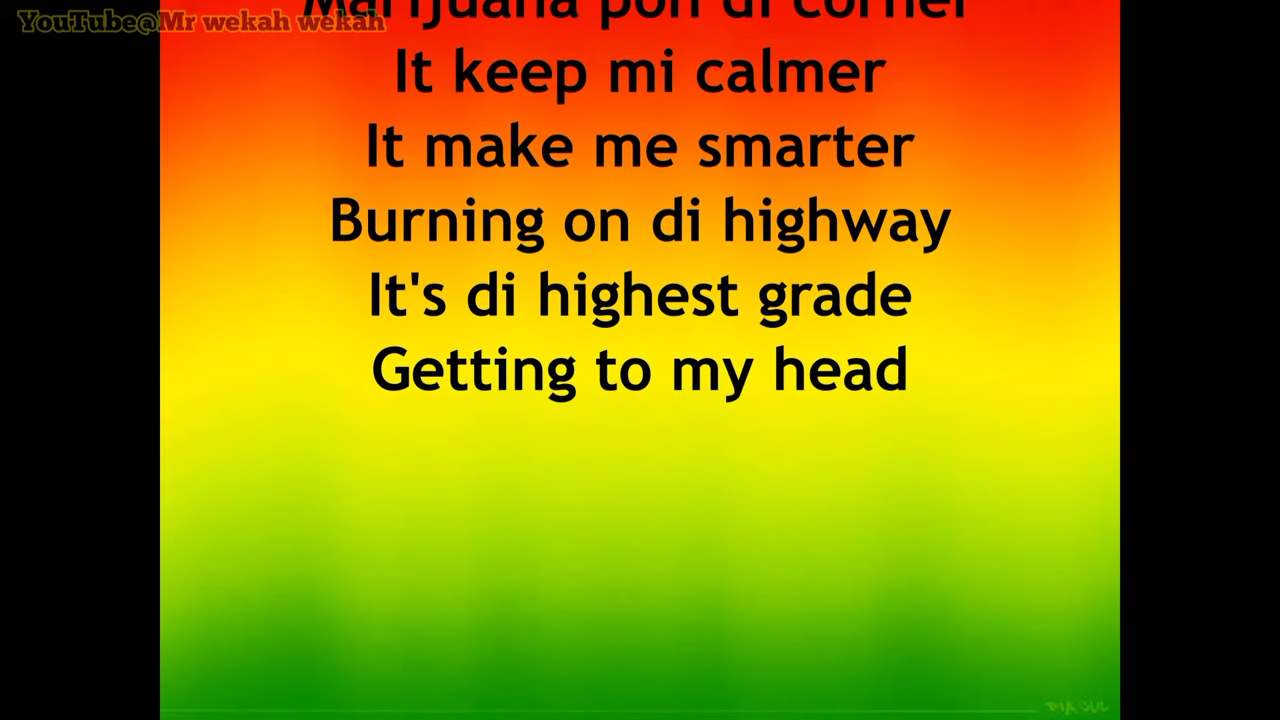 Marijuana pon di corner
YouTube@Mr wekah wekah
It keep mi calmer
It make me smarter
Burning on di highway
It's di highest grade
Getting to my head